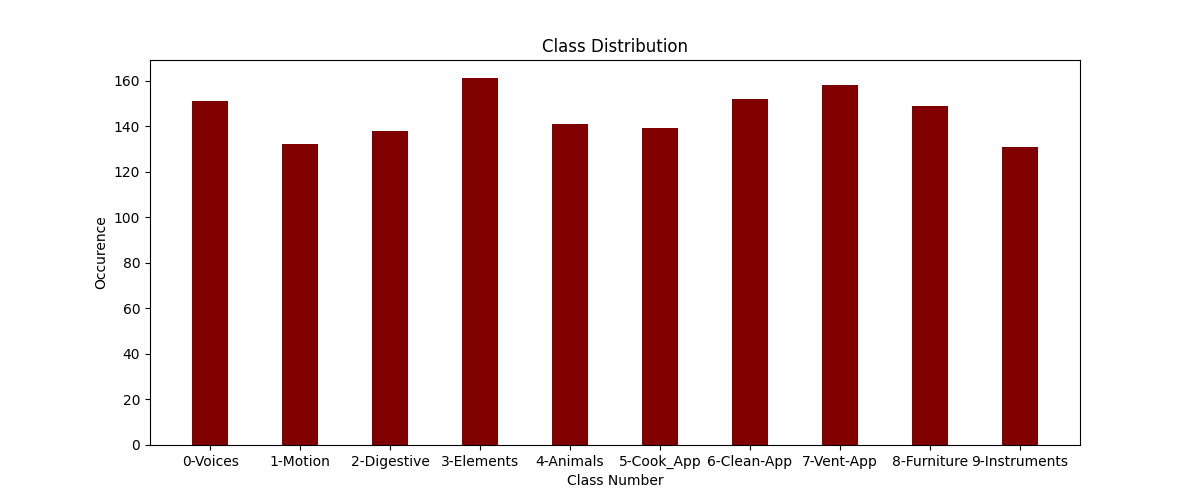 Class Distribution
Occurence
160
140
120
100
80
60
40
20
0
0-Voices 1-Motion 2-Digestive 3-Elements 4-Animals 5-Cook_App 6-Clean-App 7-Vent-App 8-Furniture 9-Instruments
Class Number